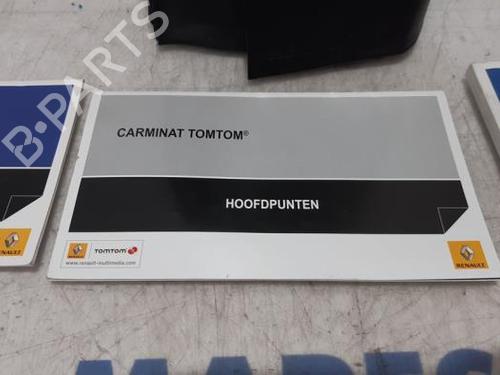 B-PARTS
CARMINAT TOMTOM®
HOOFDPUNTEN
RENAULT
TOMTOM
www.renault-multimedia.com
RENAULT